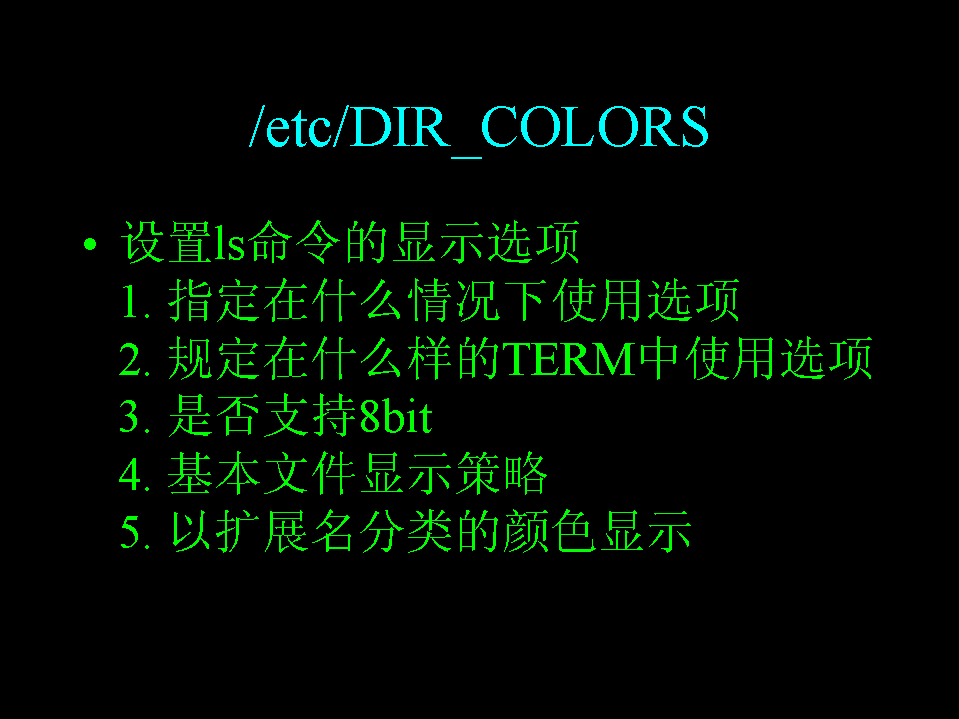 /etc/DIR_COLORS
• 设置ls命令的显示选项
1. 指定在什么情况下使用选项
2. 规定在什么样的TERM中使用选项
3. 是否支持8bit
4. 基本文件显示策略
5. 以扩展名分类的颜色显示